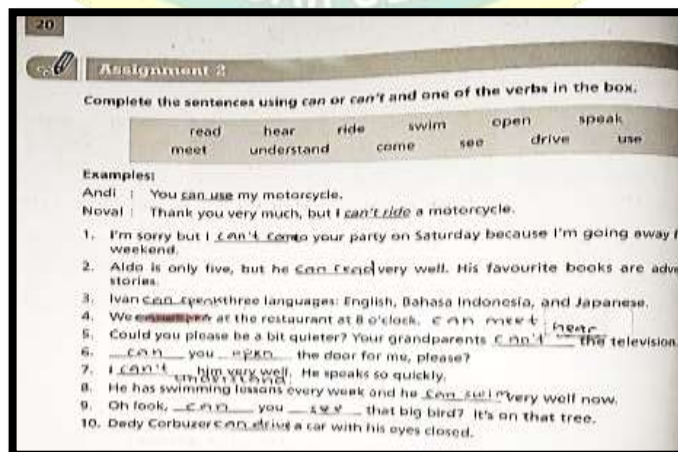 20
Assignment 2
Complete the sentences using can or can't and one of the verbs in the box.
read hear ride swim open speak
meet understand come see drive use
Examples:
Andi : You can use my motorcycle.
Noval : Thank you very much, but I can't ride a motorcycle.
1. I'm sorry but I can't come to your party on Saturday because I'm going away
weekend.
2. Aldo is only five, but he can read very well. His favourite books are
stories.
3. Ivan can speak three languages: English, Bahasa Indonesia, and Japanese.
4. We at the restaurant at 8 o'clock. can meet
5. Could you please be a bit quieter? Your grandparents can't hear the television.
6. can you open the door for me, please?
7. I can't understand him very well. He speaks so quickly.
8. He has swimming lessons every week and he can swim very well now.
9. Oh look, can you see that big bird? It's on that tree.
10. Dedy Corbuzer can drive a car with his eyes closed.